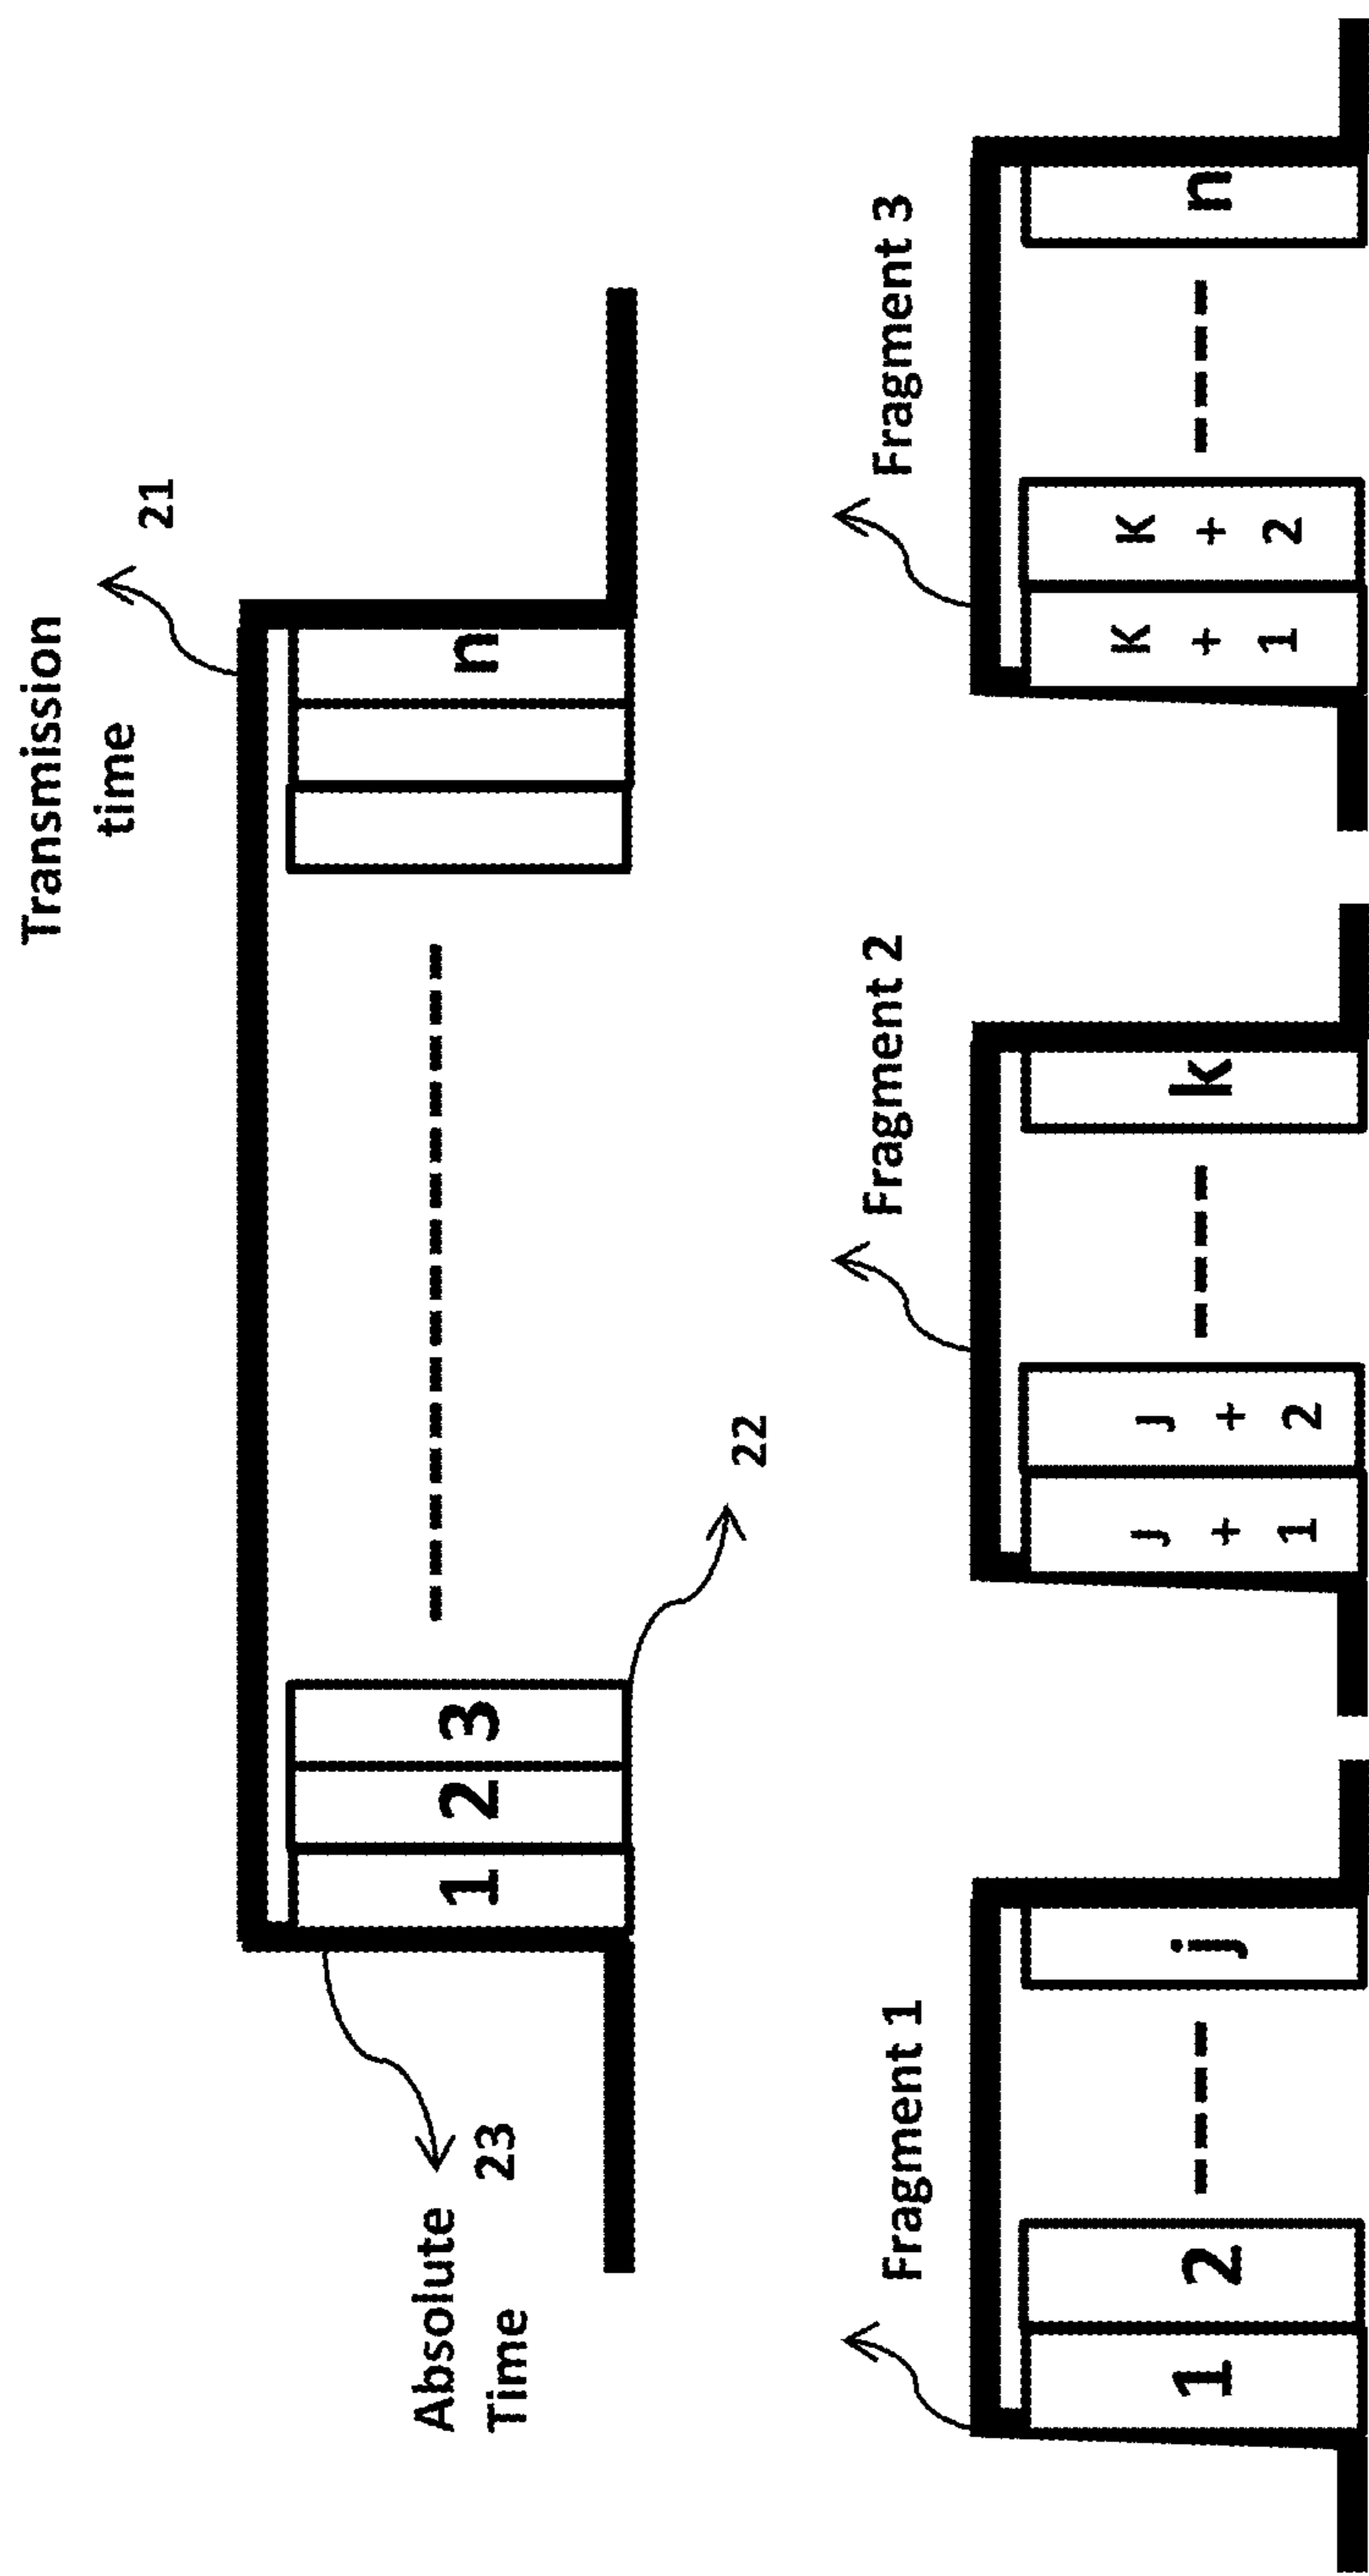 Transmission
time
21
Absolute
Time
23
1 2 3
n
22
Fragment 1
Fragment 2
Fragment 3
1 2 j
J + 1
J + 2
k
K + 1
K + 2
n